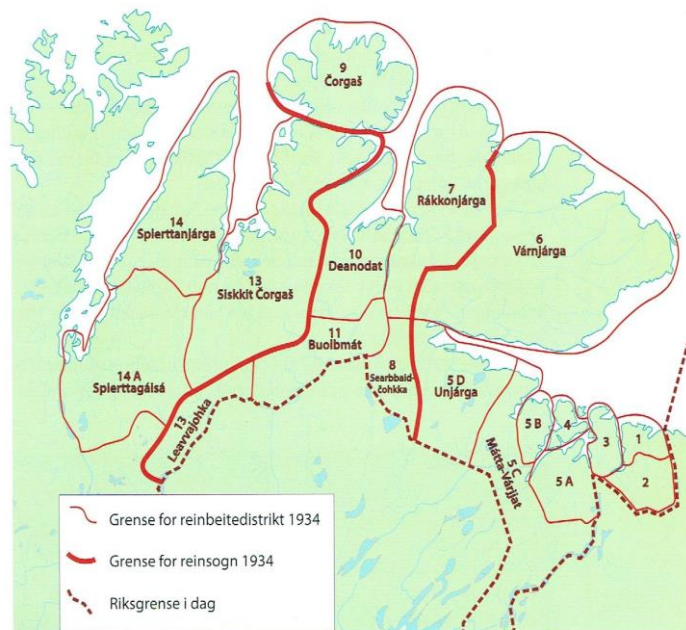 9
Čorgaš
7
Rákkonjárga
14
Spierttanjárga
6
Várnjárga
10
Deanodat
13
Siskkit Čorgaš
11
Buolbmát
8
Searbbaid-
čohkka
5 D
Unjárga
14 A
Spierttagáisá
13
Leavvajohka
5 B
4
3
1
5 C
Mátta-Várijat
5 A
2
Grense for reinbeitedistrikt 1934
Grense for reinsogn 1934
Riksgrense i dag